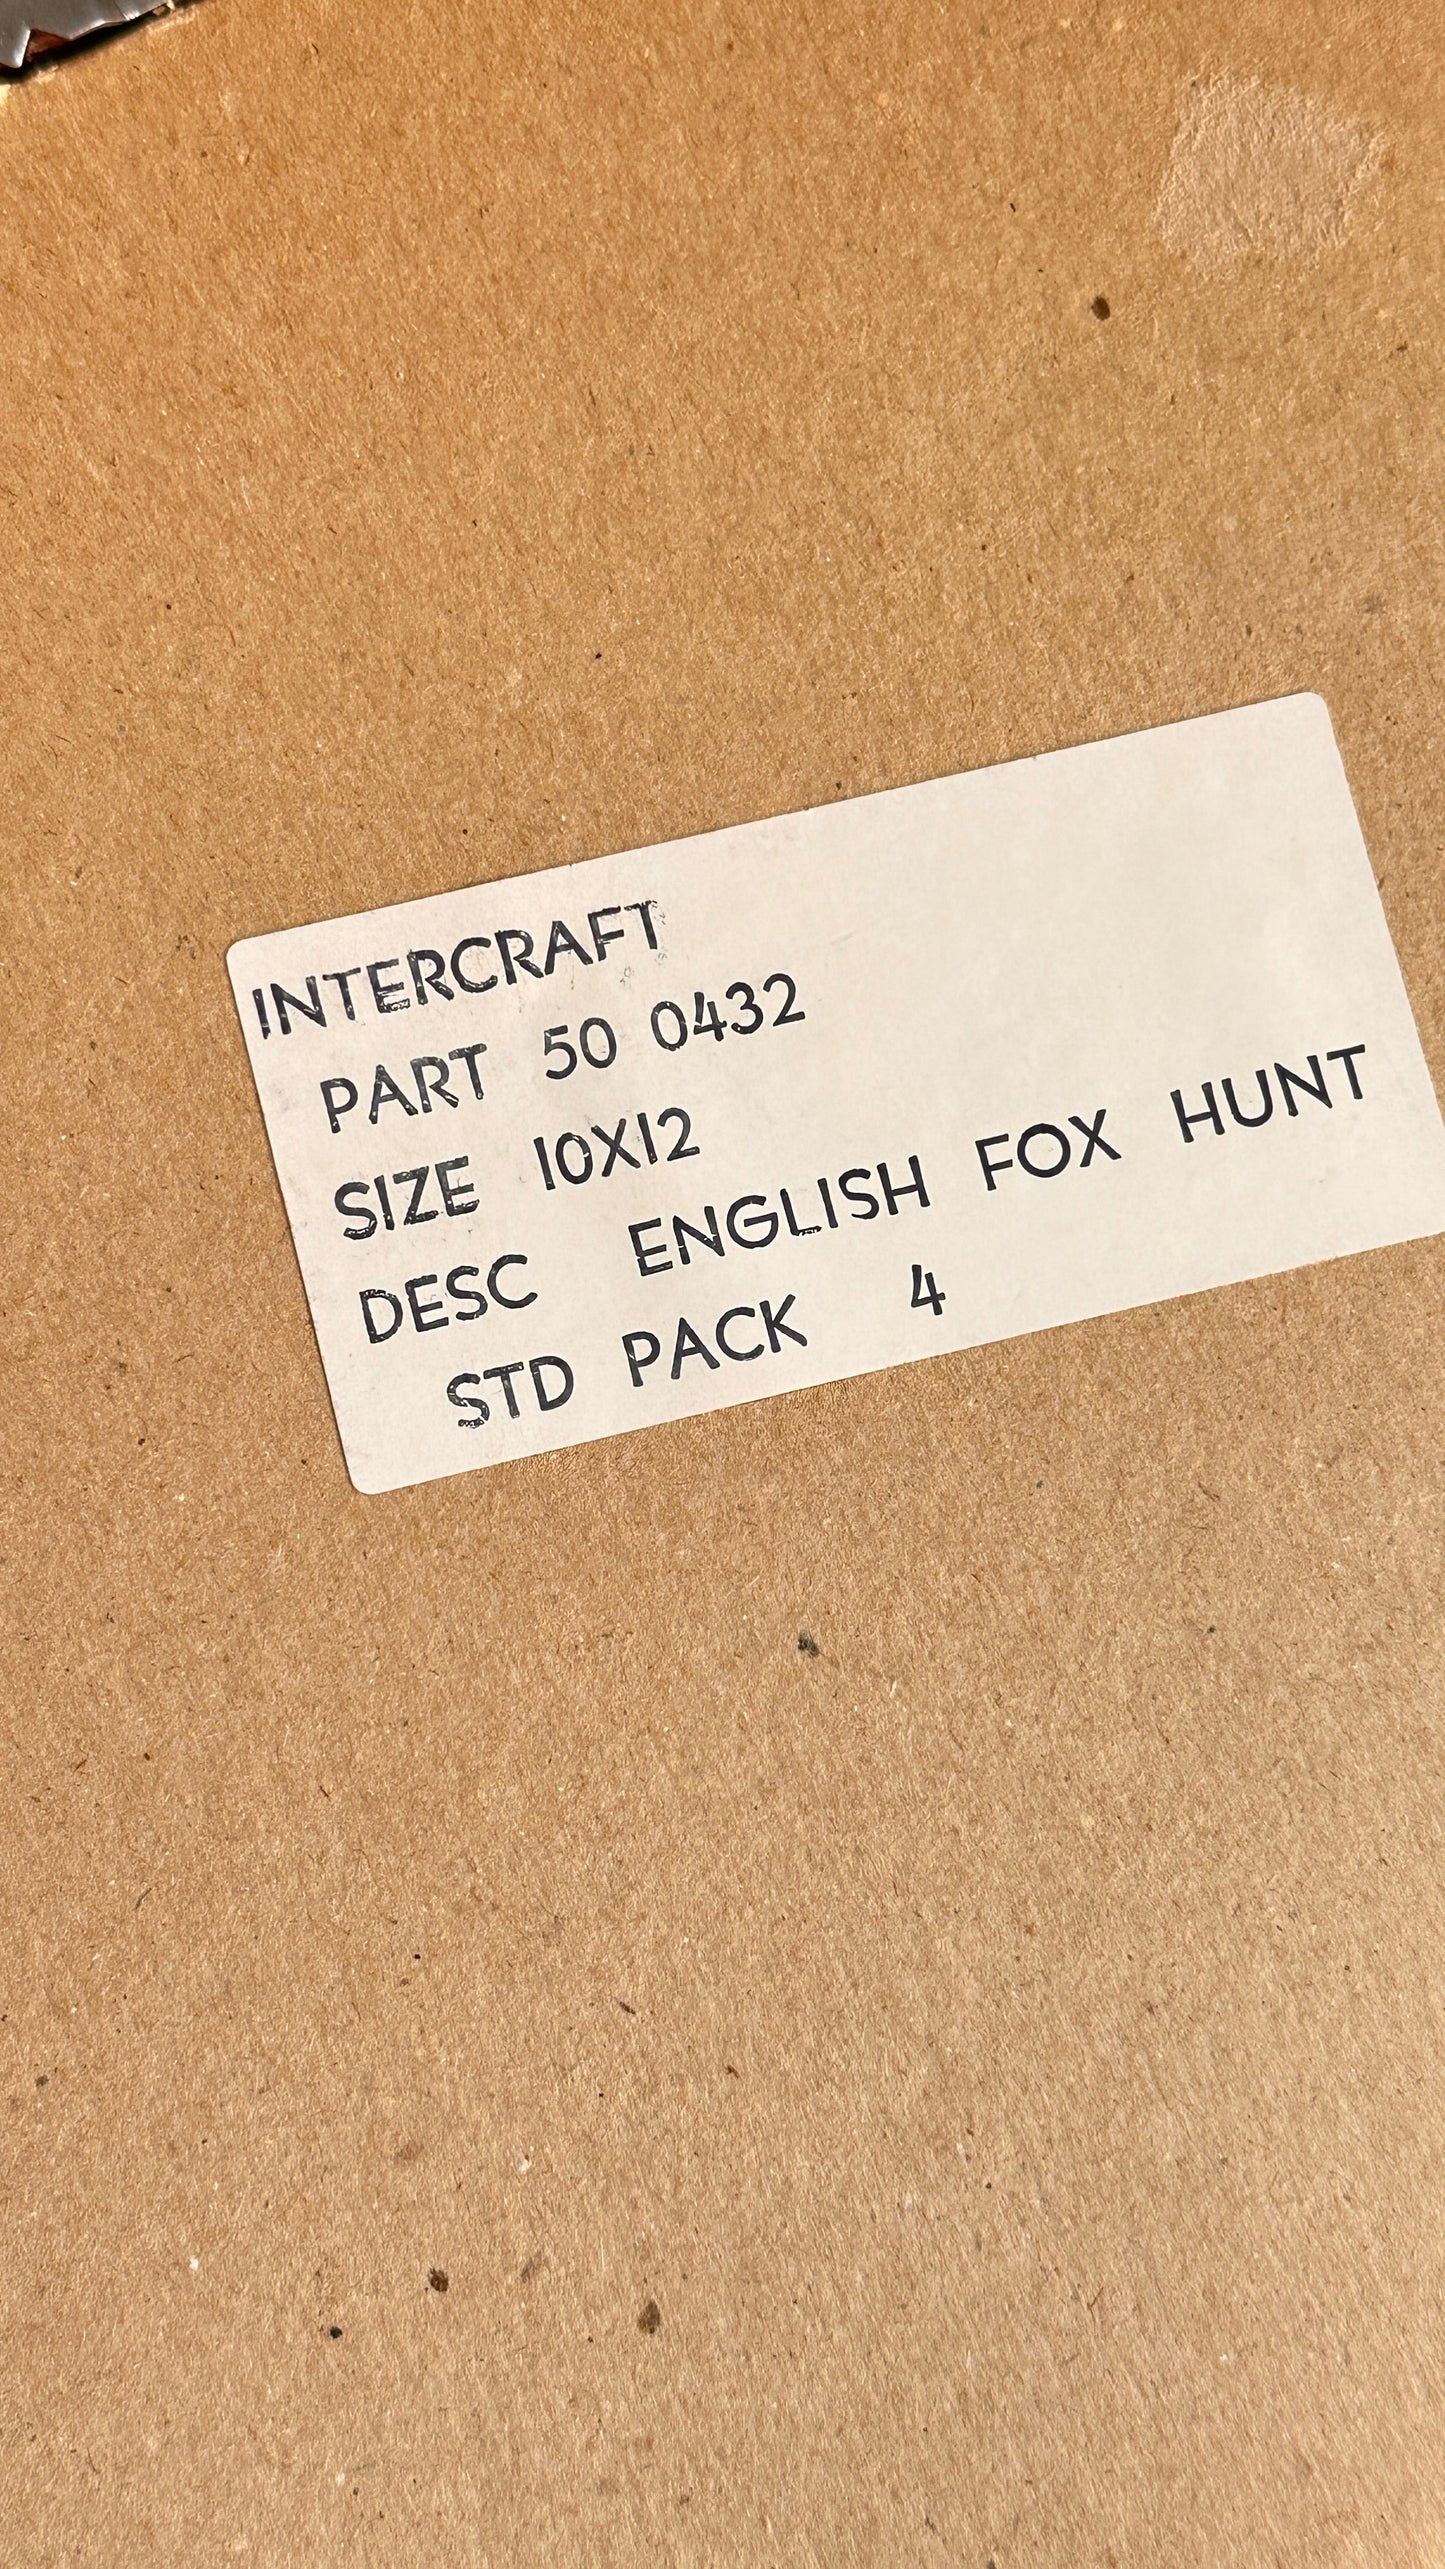 INTERCRAFT
PART 50 0432
SIZE 10X12
DESC ENGLISH FOX HUNT
STD PACK 4